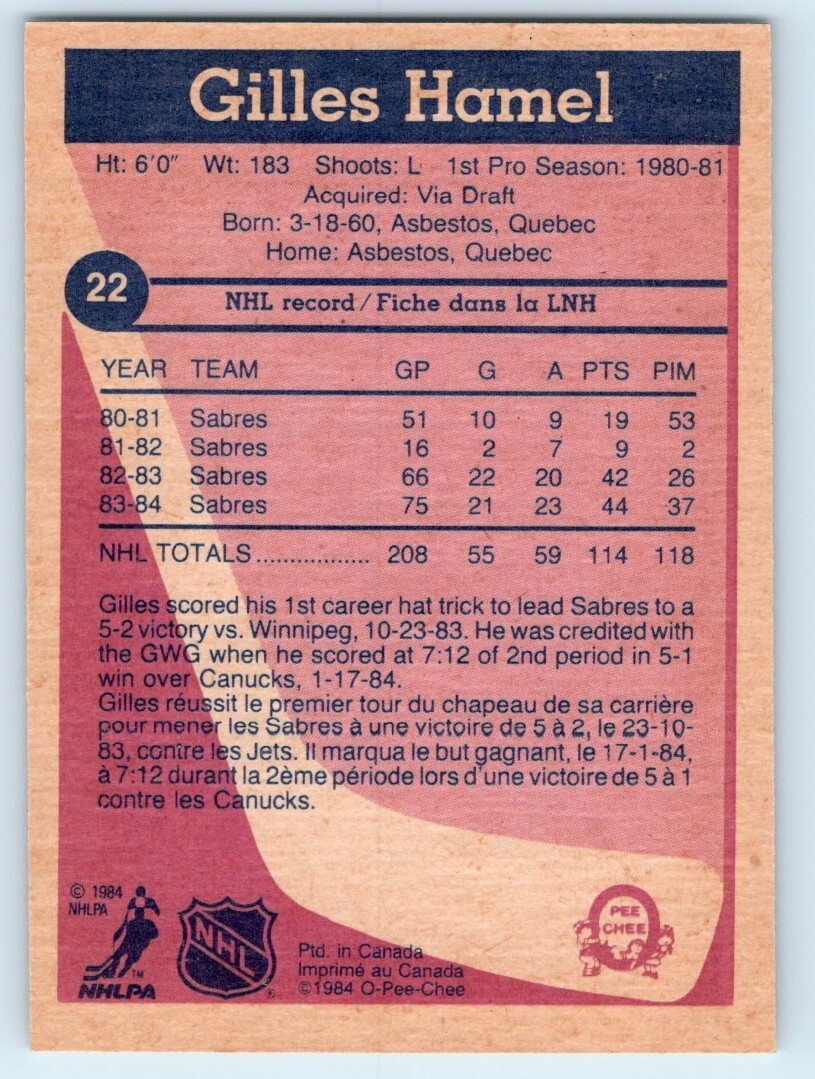 Gilles Hamel
Ht: 6'0" Wt: 183 Shoots: L 1st Pro Season: 1980-81
Acquired: Via Draft
Born: 3-18-60, Asbestos, Quebec
Home: Asbestos, Quebec
22
NHL record/Fiche dans la LNH
YEAR TEAM GP G A PTS PIM
80-81 Sabres 51 10 9 19 53
81-82 Sabres 16 2 7 9 2
82-83 Sabres 66 22 20 42 26
83-84 Sabres 75 21 23 44 37
NHL TOTALS................. 208 55 59 114 118
Gilles scored his 1st career hat trick to lead Sabres to a
5-2 victory vs. Winnipeg, 10-23-83. He was credited with
the GWG when he scored at 7:12 of 2nd period in 5-1
win over Canucks, 1-17-84.
Gilles réussit le premier tour du chapeau de sa carrière
pour mener les Sabres à une victoire de 5 à 2, le 23-10-
83, contre les Jets. Il marqua le but gagnant, le 17-1-84,
à 7:12 durant la 2ème période lors d'une victoire de 5 à 1
contre les Canucks.
© 1984
NHLPA
TM
NHLPA
NHL
Ptd. in Canada
Imprimé au Canada
©1984 O-Pee-Chee
PEE
CHEE